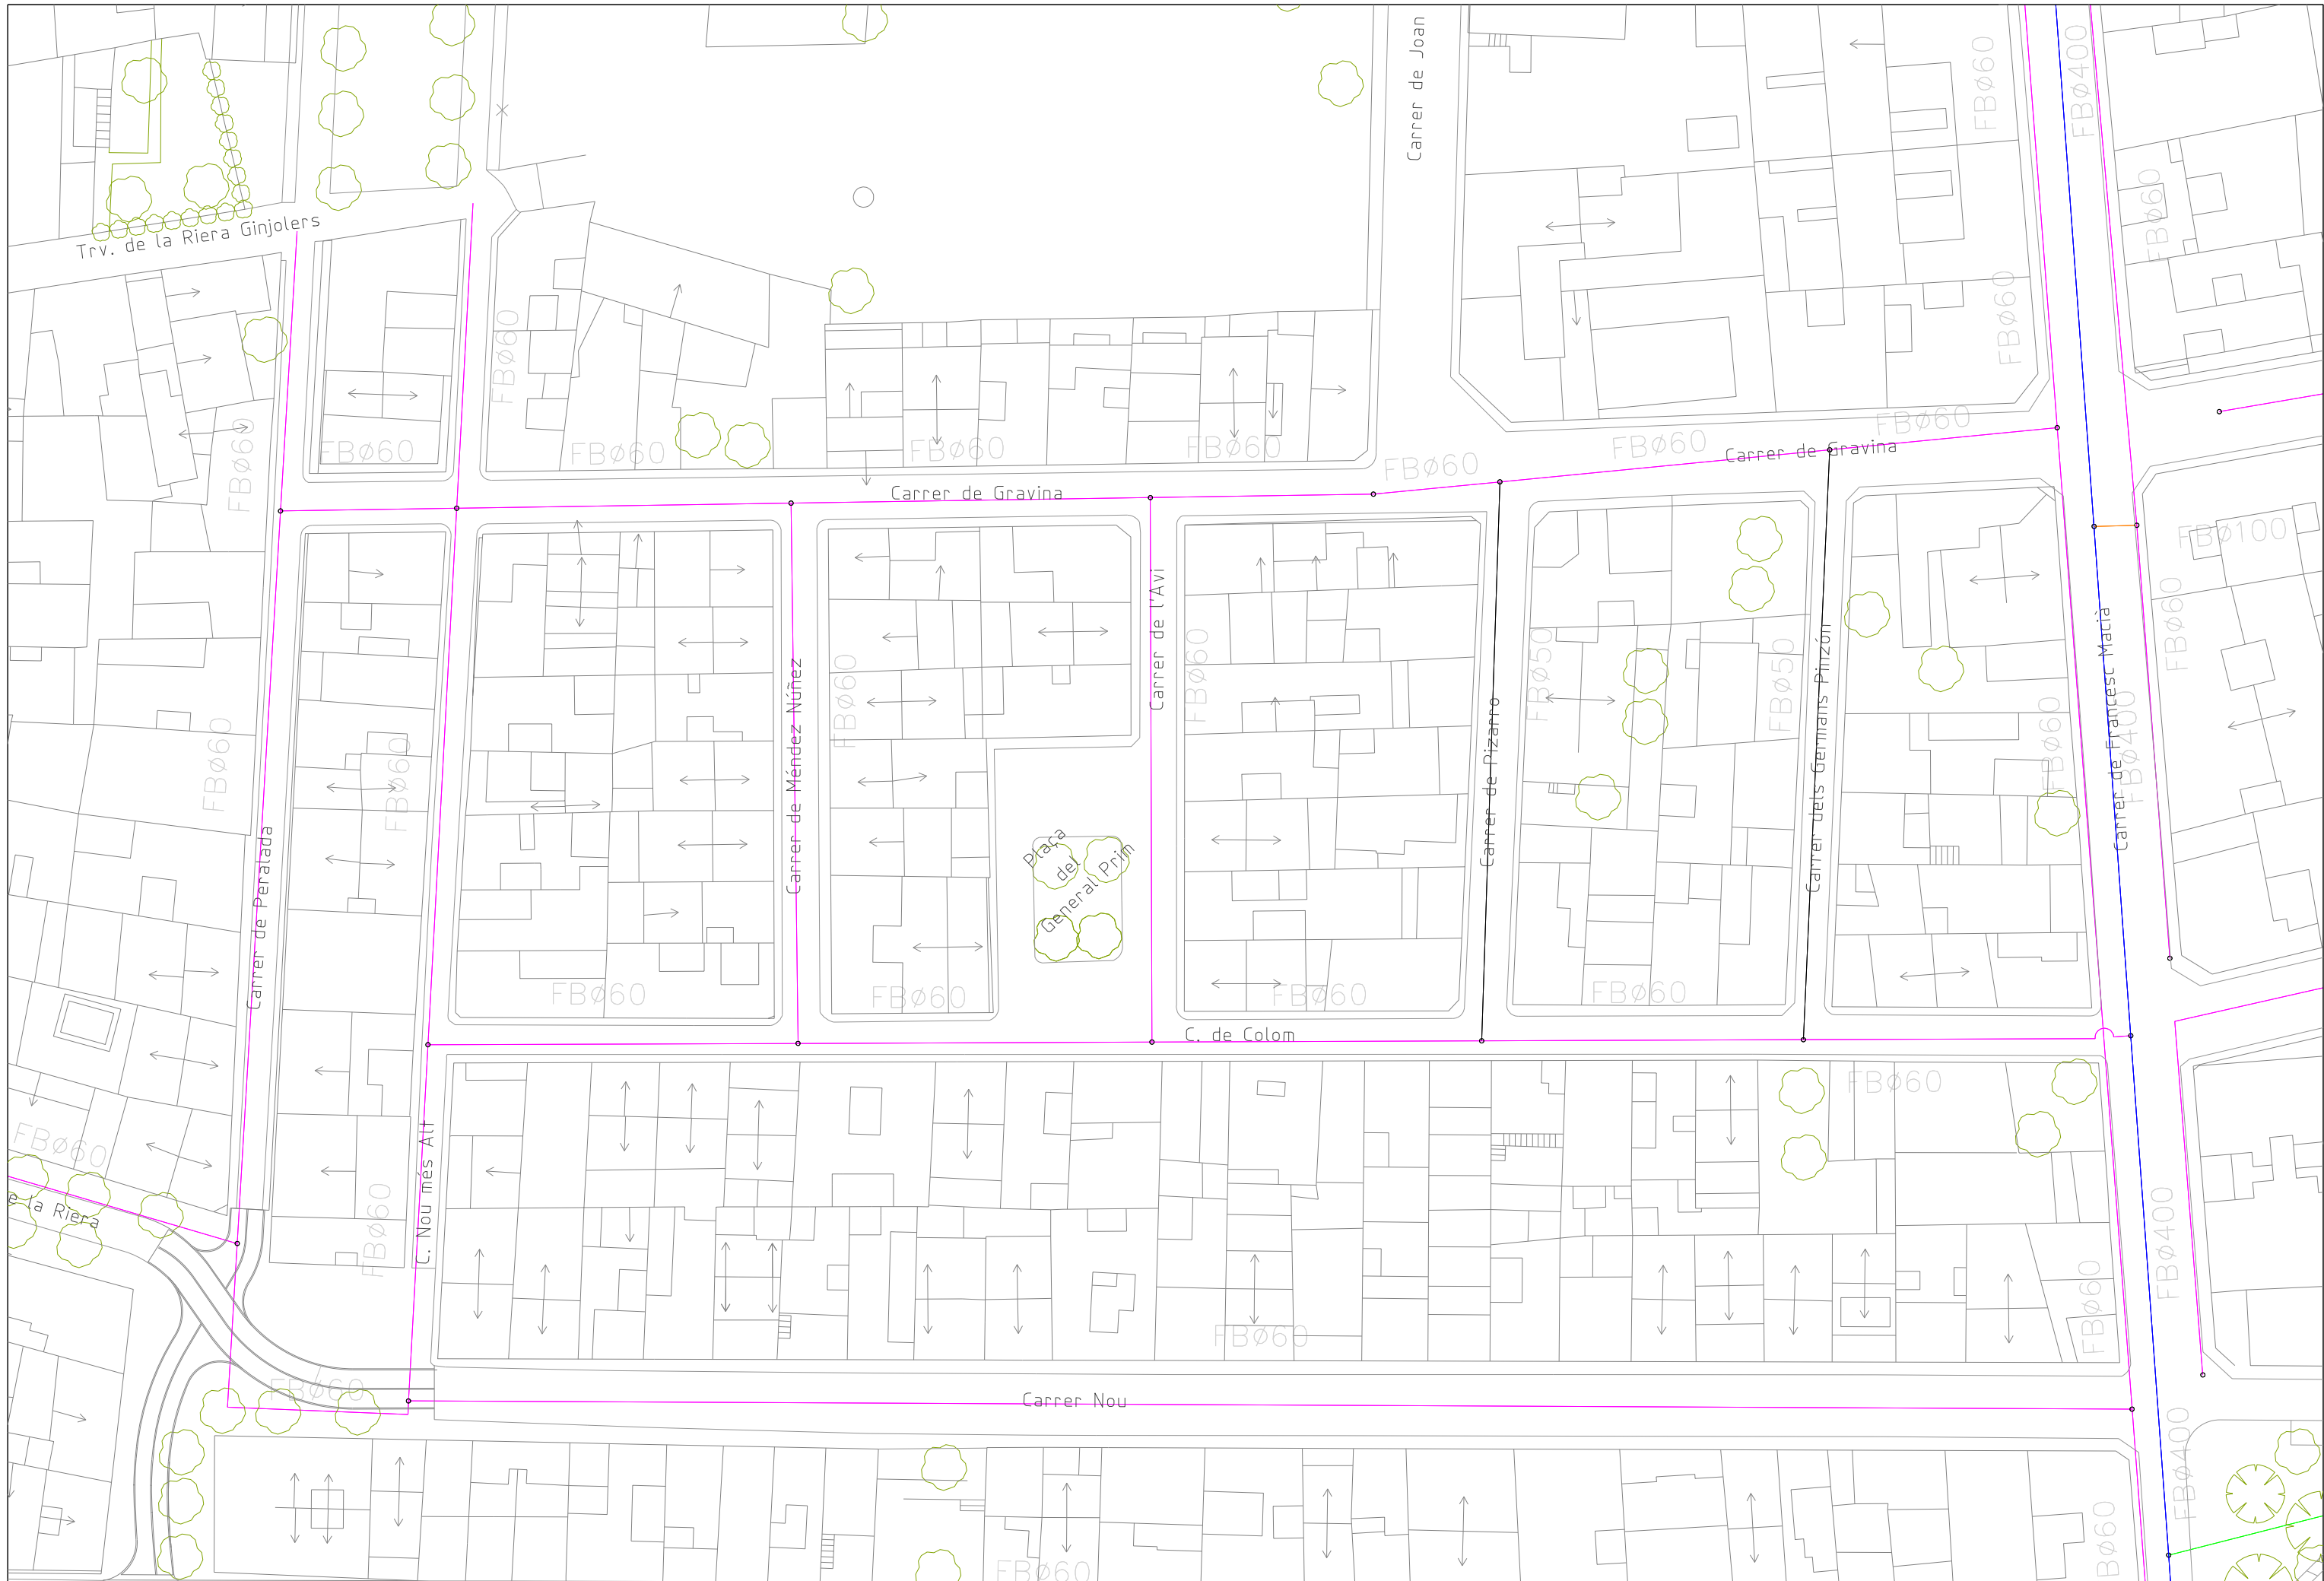 Carrer de Joan
FBø60
FBø400
FBø60
Trv. de la Riera Ginjolers
FBø60
FBø60
FBø60
FBø60
FBø60
FBø60
FBø60
FBø60
FBø60
FBø60
FBø60
Carrer de Gravina
Carrer de Gravina
FBø100
Carrer de l'Avi
FBø60
FBø60
FBø60
FBø50
FBø50
Carrer dels Germans Pinzón
Carrer de Francesc Macià
FBø60
FBø60
FBø400
Carrer de Méndez Núñez
Carrer de Pizarro
FBø60
FBø60
Carrer de Peralada
Plaça
del
General Prim
FBø60
FBø60
FBø60
FBø60
C. de Colom
FBø60
FBø60
C. Nou més Alt
e la Riera
FBø60
FBø400
FBø60
FBø60
FBø60
Carrer Nou
FBø400
FBø60
Bø60